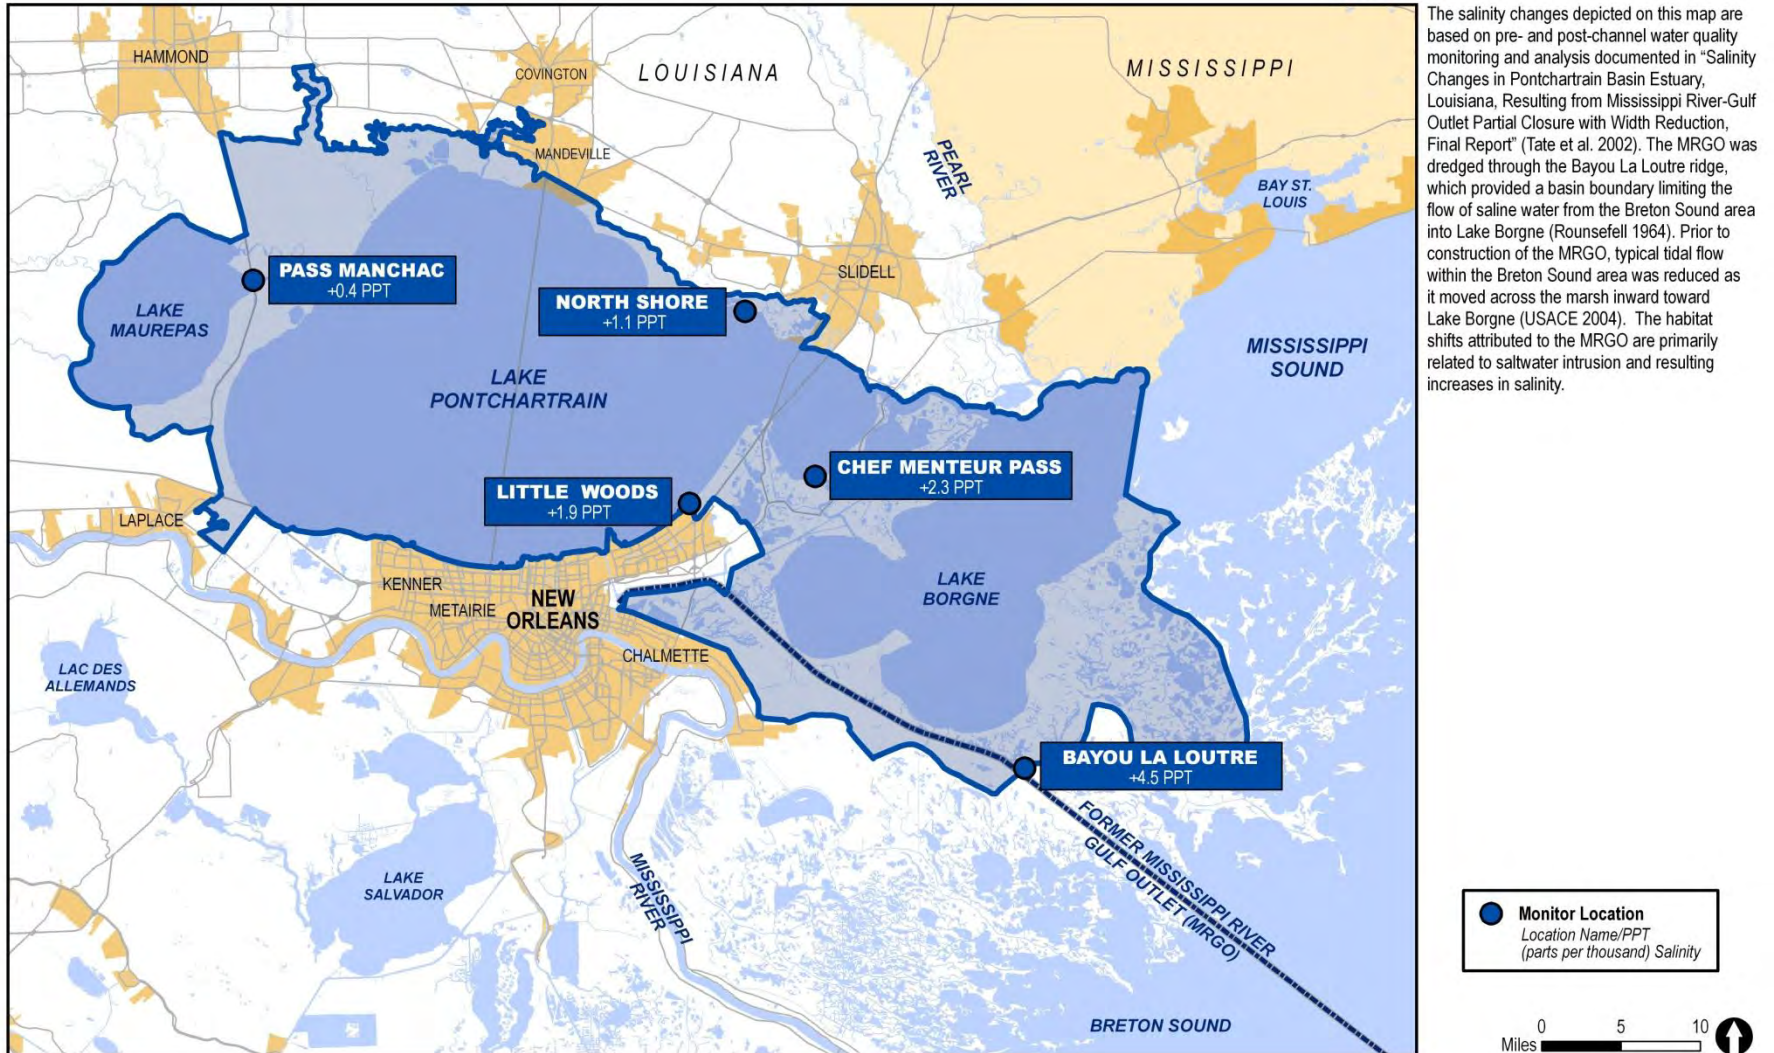 HAMMOND
COVINGTON
LOUISIANA
MISSISSIPPI
MANDEVILLE
PEARL
RIVER
BAY ST.
LOUIS
PASS MANCHAC
+0.4 PPT
SLIDELL
NORTH SHORE
+1.1 PPT
LAKE
MAUREPAS
MISSISSIPPI
SOUND
LAKE
PONTCHARTRAIN
CHEF MENTEUR PASS
+2.3 PPT
LITTLE WOODS
+1.9 PPT
LAPLACE
KENNER
METAIRIE
NEW
ORLEANS
LAKE
BORGNE
CHALMETTE
LAC DES
ALLEMANDS
BAYOU LA LOUTRE
+4.5 PPT
FORMER MISSISSIPPI RIVER
GULF OUTLET (MRGO)
LAKE
SALVADOR
MISSISSIPPI
RIVER
BRETON SOUND
The salinity changes depicted on this map are
based on pre- and post-channel water quality
monitoring and analysis documented in “Salinity
Changes in Pontchartrain Basin Estuary,
Louisiana, Resulting from Mississippi River-Gulf
Outlet Partial Closure with Width Reduction,
Final Report” (Tate et al. 2002). The MRGO was
dredged through the Bayou La Loutre ridge,
which provided a basin boundary limiting the
flow of saline water from the Breton Sound area
into Lake Borgne (Rounsefell 1964). Prior to
construction of the MRGO, typical tidal flow
within the Breton Sound area was reduced as
it moved across the marsh inward toward
Lake Borgne (USACE 2004). The habitat
shifts attributed to the MRGO are primarily
related to saltwater intrusion and resulting
increases in salinity.
Monitor Location
Location Name/PPT
(parts per thousand) Salinity
0 5 10
Miles